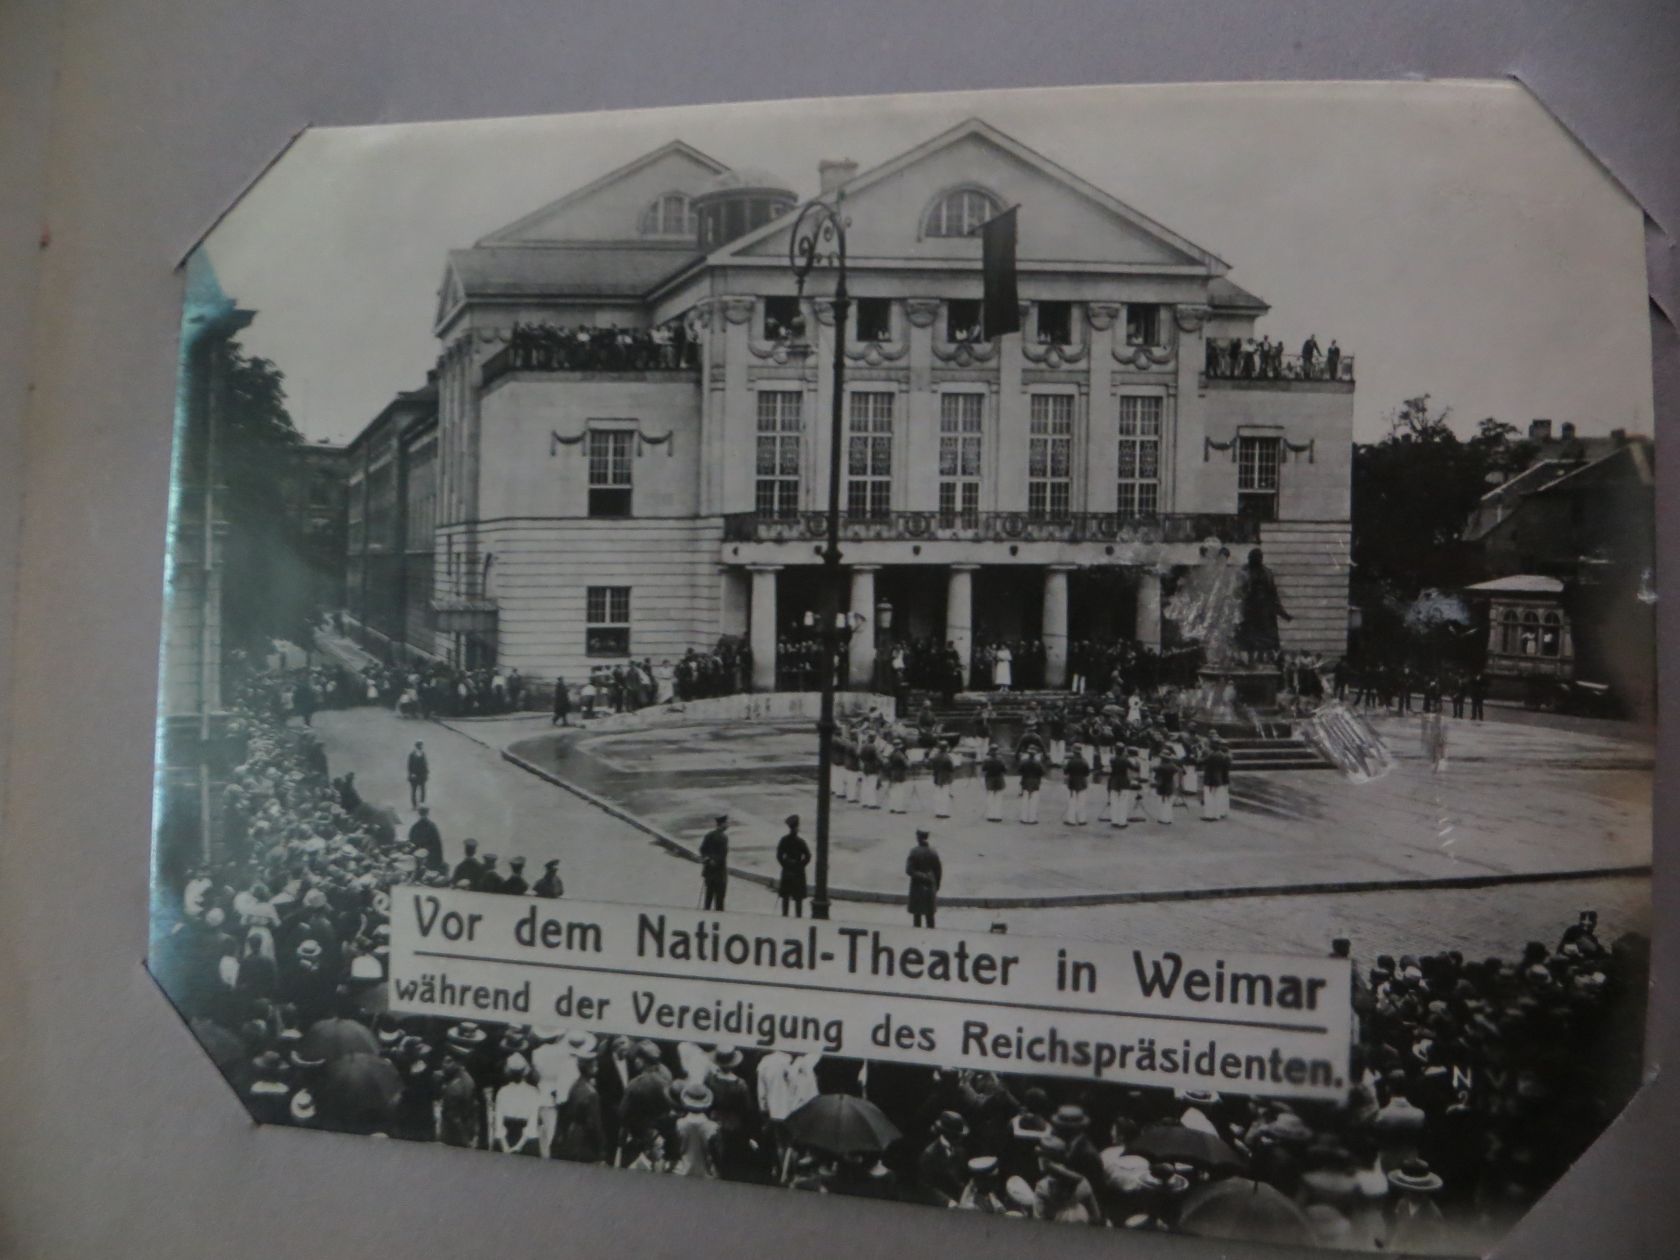 Vor dem National-Theater in Weimar
während der Vereidigung des Reichspräsidenten.